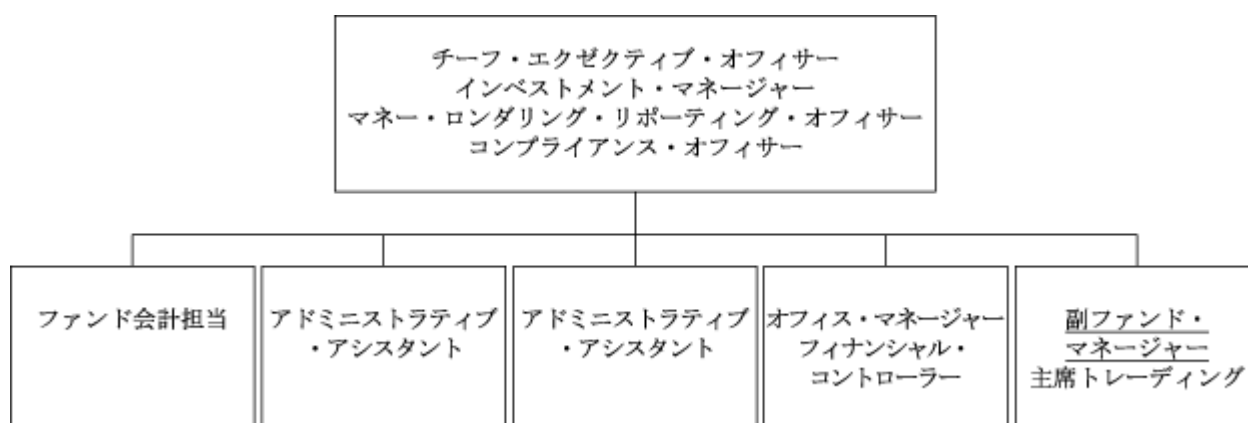 チーフ・エクゼクティブ・オフィサー
インベストメント・マネージャー
マネー・ロンダリング・リポーティング・オフィサー
コンプライアンス・オフィサー
ファンド会計担当
アドミニストラティブ
・アシスタント
アドミニストラティブ
・アシスタント
オフィス・マネージャー
フィナンシャル・
コントローラー
副ファンド・
マネージャー
主席トレーディング